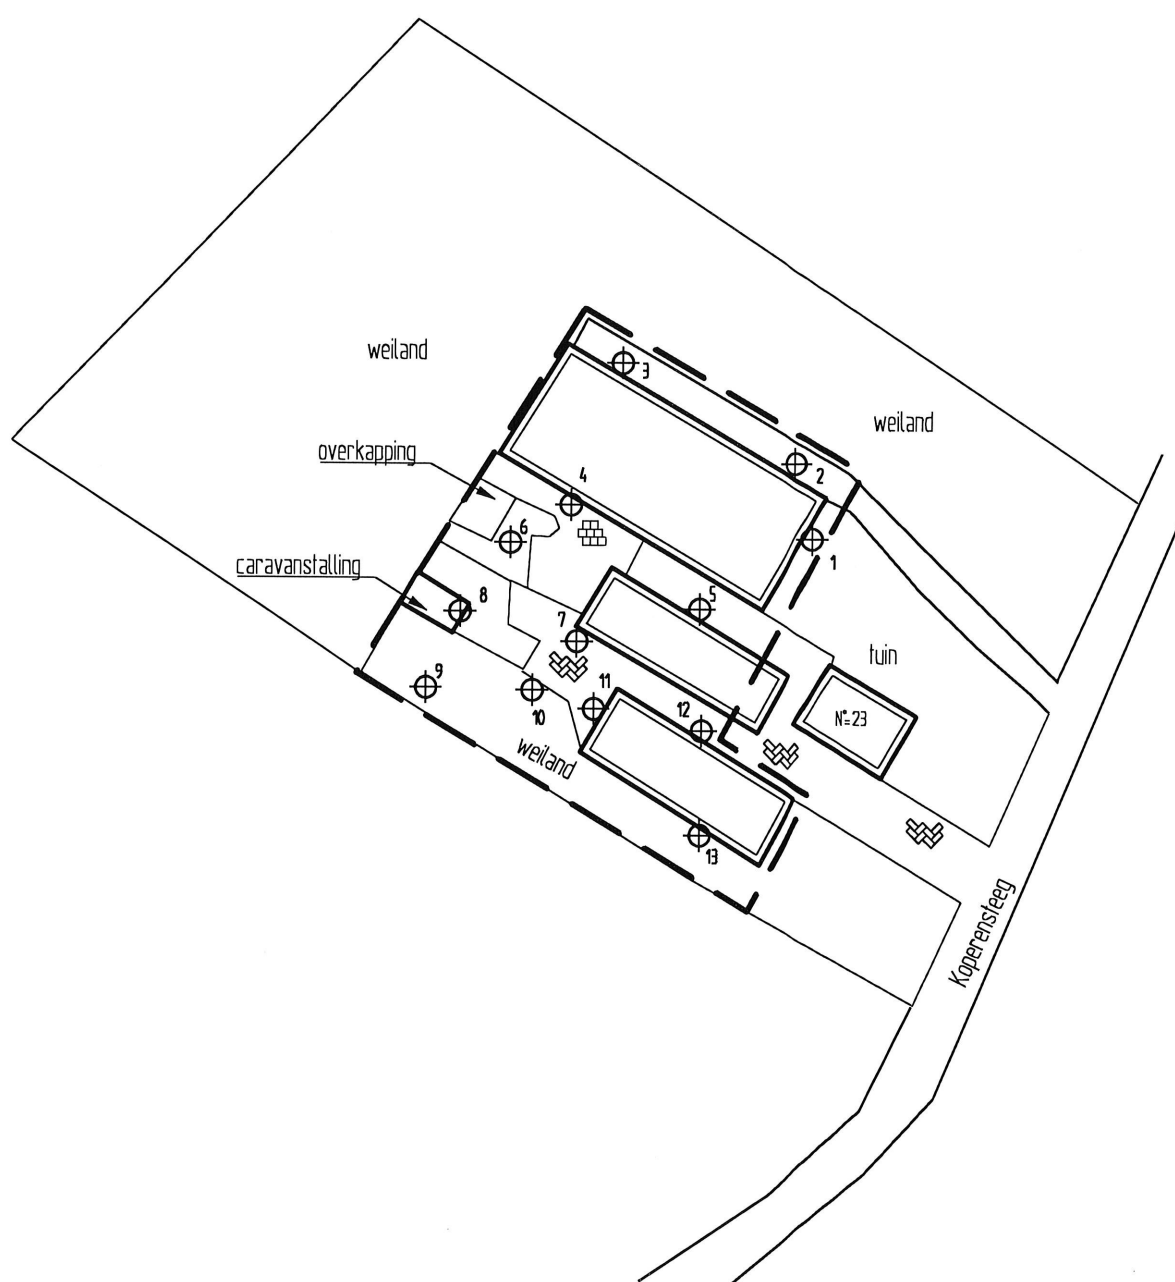 weiland
3
weiland
overkapping
4
2
6
1
caravanstalling
8
5
7
tuin
9
11
10
12
N°=23
weiland
13
Koperensteeg